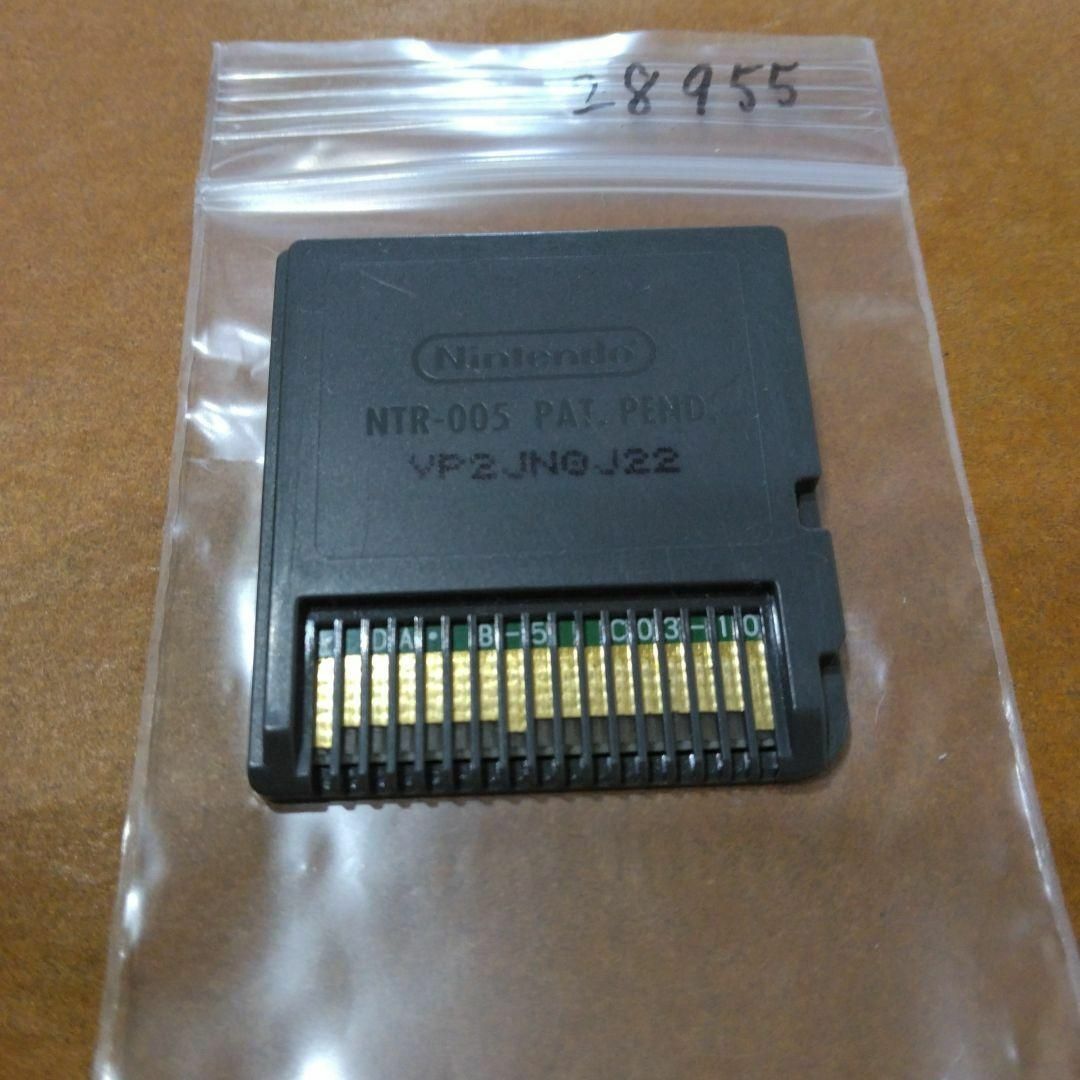 28955
Nintendo
NTR-005 PAT. PEND.
VP2JN0J22
DA· B-5 C03-10